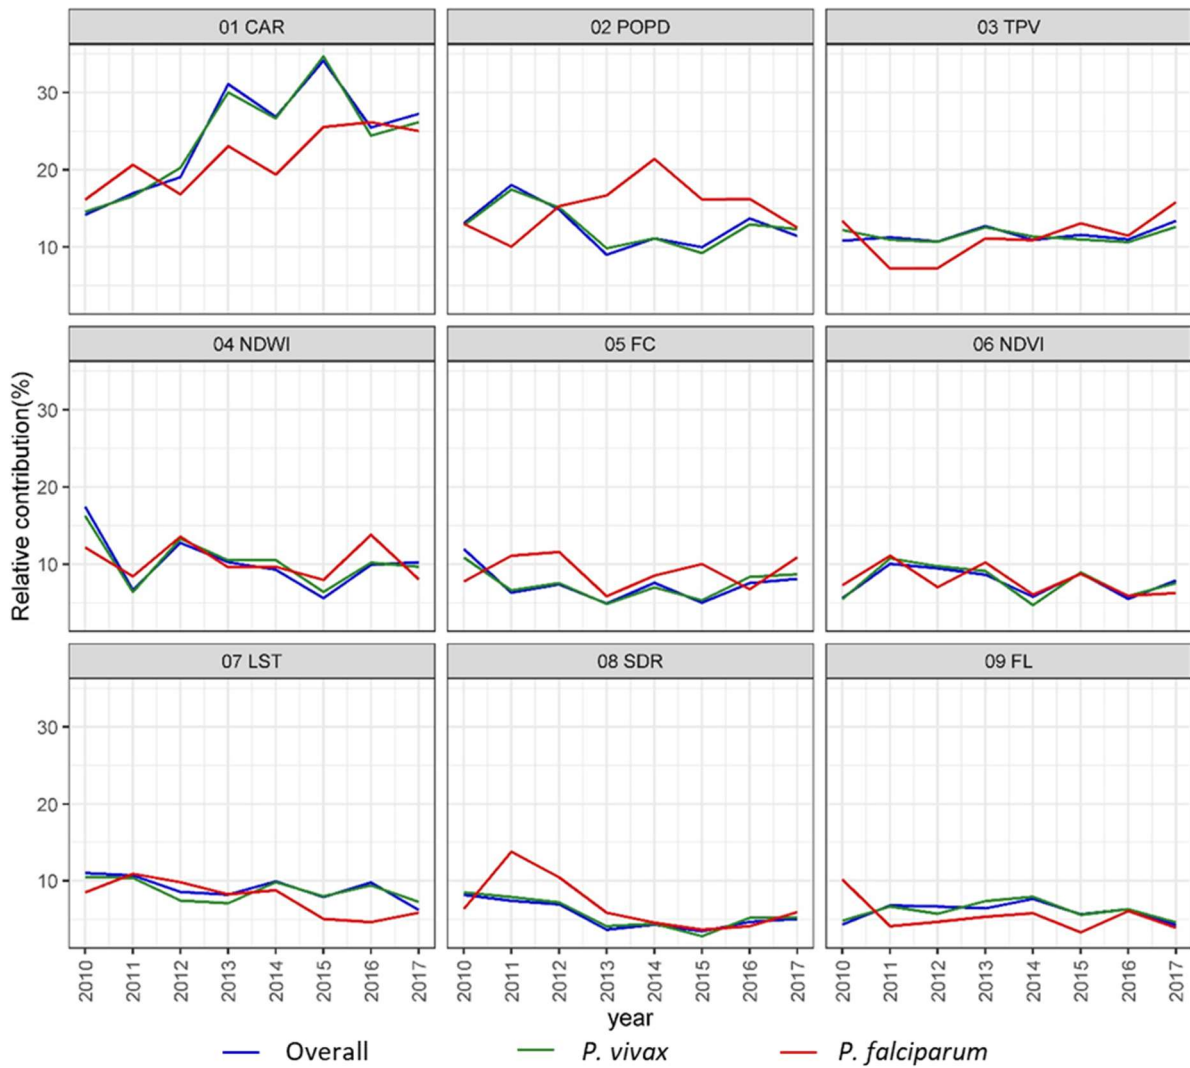 01 CAR
02 POPD
03 TPV
30
20
10
04 NDWI
05 FC
06 NDVI
Relative contribution(%)
30
20
10
07 LST
08 SDR
09 FL
30
20
10
2010 2011 2012 2013 2014 2015 2016 2017
2010 2011 2012 2013 2014 2015 2016 2017
2010 2011 2012 2013 2014 2015 2016 2017
year
Overall
P. vivax
P. falciparum